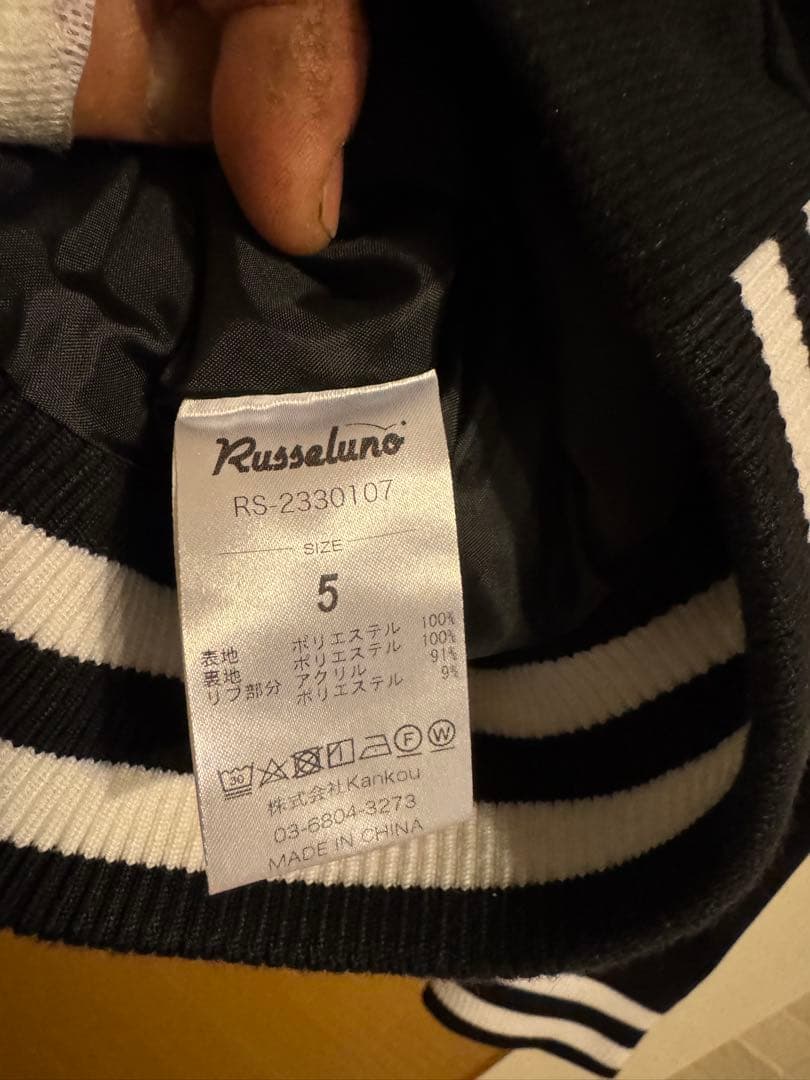 Russeluno
RS-2330107
SIZE
5
表地 ポリエステル 100%
裏地 ポリエステル 100%
リブ部分 アクリル 91%
ポリエステル 9%
30 F W
株式会社Kankou
03-6804-3273
MADE IN CHINA